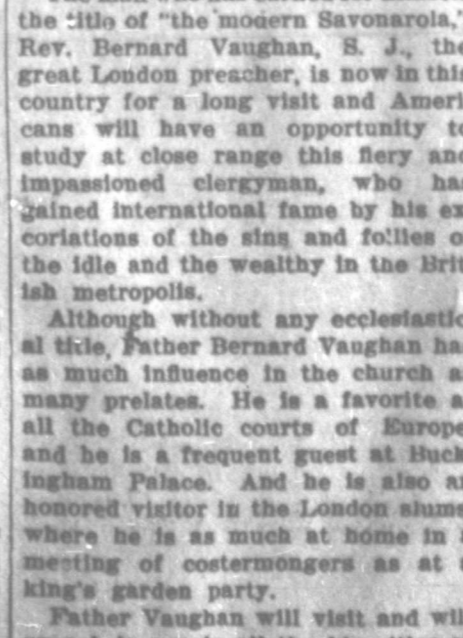 the title of "the modern Savonarola,"
Rev. Bernard Vaughan, S. J., the
great London preacher, is now in this
country for a long visit and Ameri
cans will have an opportunity to
study at close range this fiery and
impassioned clergyman, who has
gained international fame by his ex
coriations of the sins and follies o
the idle and the wealthy in the Brit
ish metropolis.
Although without any ecclesiastic
al title, Father Bernard Vaughan ha
as much influence in the church a
many prelates. He is a favorite a
all the Catholic courts of Europe
and he is a frequent guest at Buck
ingham Palace. And he is also an
honored visitor in the London slums
where he is as much at home in a
meeting of costermongers as at a
king's garden party.
Father Vaughan will visit and wil